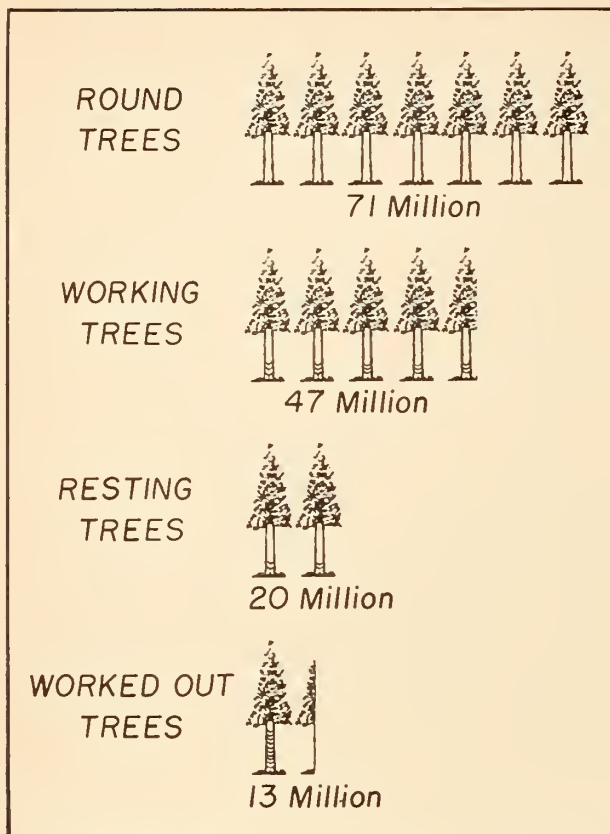 ROUND
TREES
71 Million
WORKING
TREES
47 Million
RESTING
TREES
20 Million
WORKED OUT
TREES
13 Million